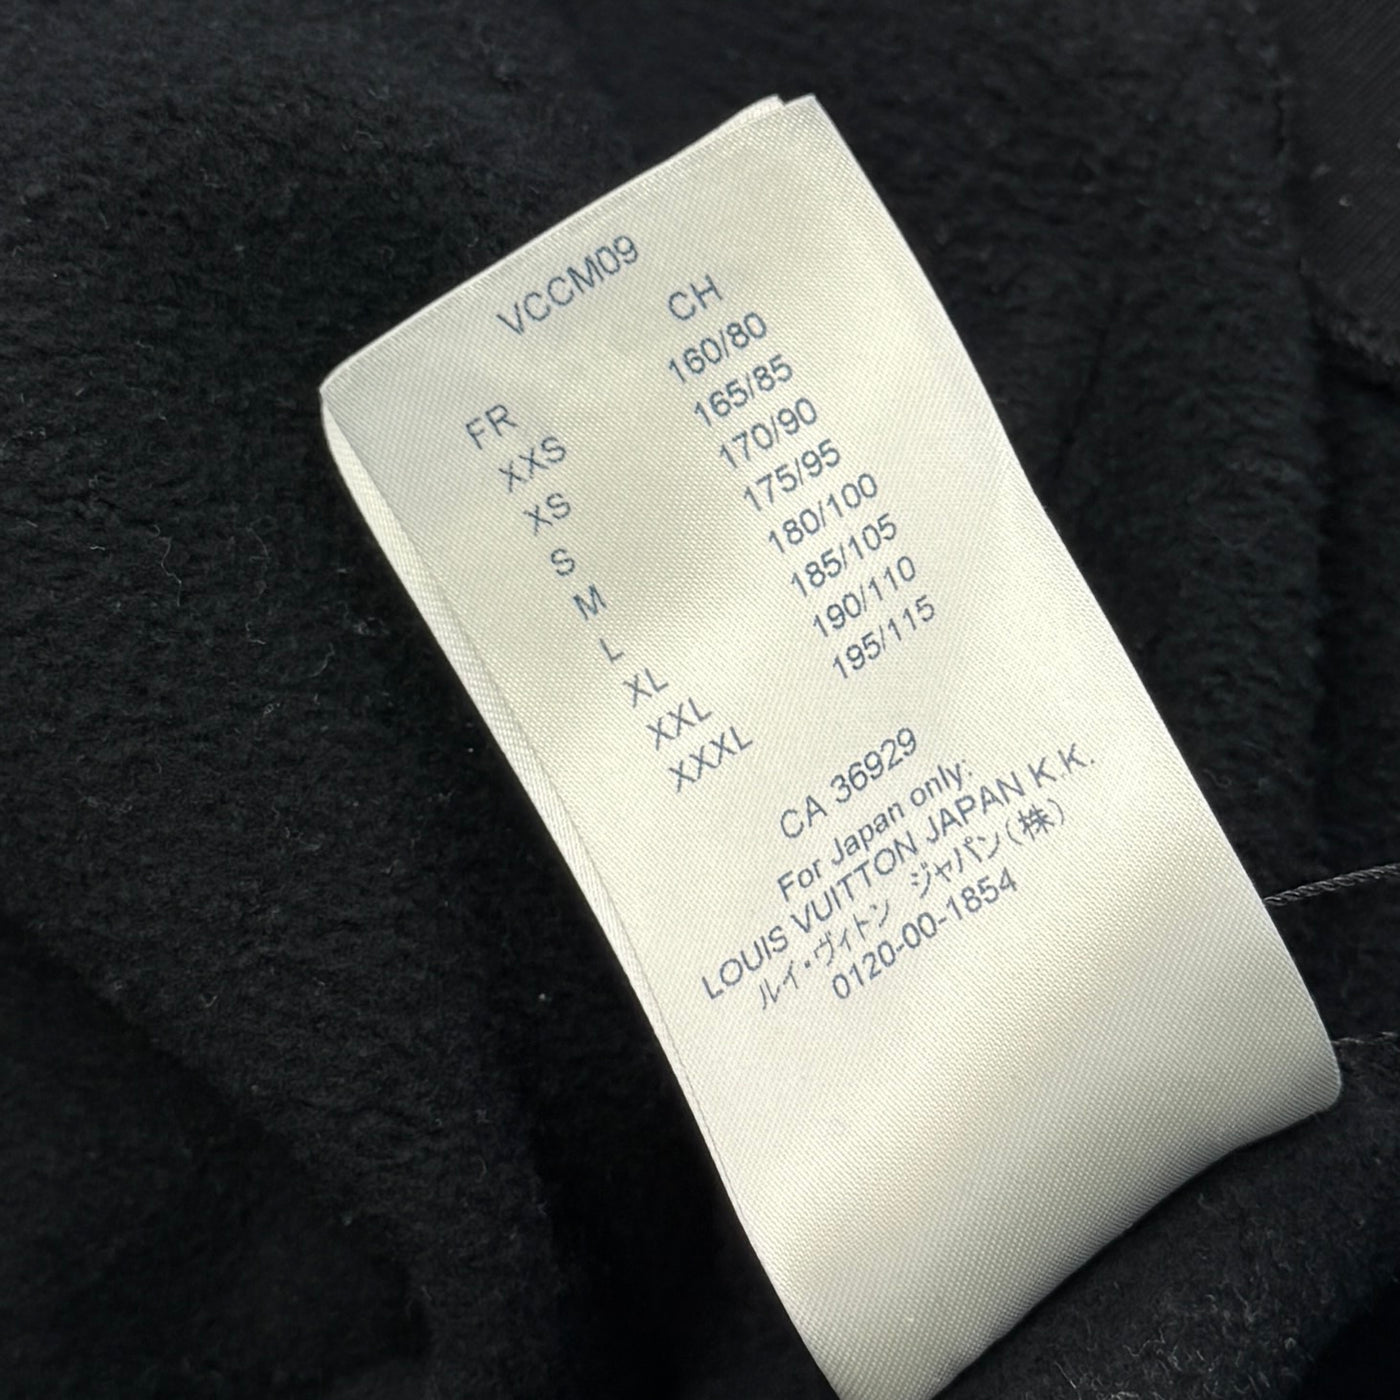 VCCM09
FR CH
XXS 160/80
XS 165/85
S 170/90
M 175/95
L 180/100
XL 185/105
XXL 190/110
XXXL 195/115
CA 36929
For Japan only:
LOUIS VUITTON JAPAN K.K.
ルイ・ヴィトン ジャパン(株)
0120-00-1854